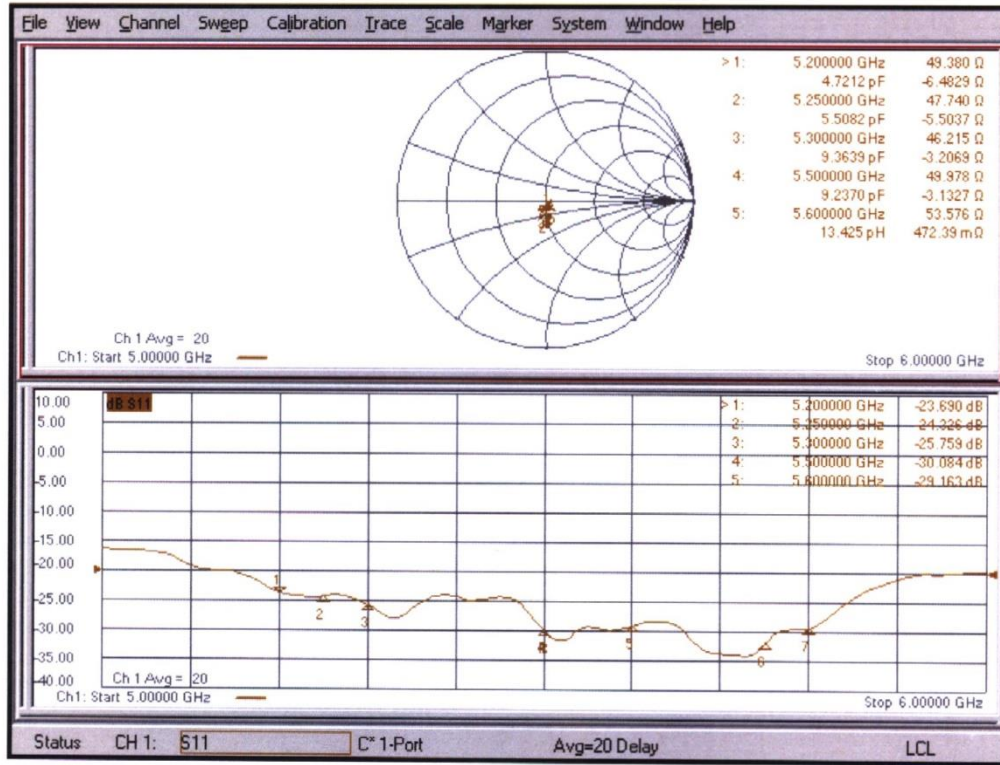 File View Channel Sweep Calibration Trace Scale Marker System Window Help
> 1: 5.200000 GHz 49.380 Ω
4.7212 pF -6.4829 Ω
2: 5.250000 GHz 47.740 Ω
5.5082 pF -5.5037 Ω
3: 5.300000 GHz 46.215 Ω
9.3639 pF -3.2069 Ω
4: 5.500000 GHz 49.978 Ω
9.2370 pF -3.1327 Ω
5: 5.600000 GHz 53.576 Ω
13.425 pH 472.39 mΩ
Ch 1 Avg = 20
Ch1: Start 5.00000 GHz Stop 6.00000 GHz
10.00 dB S11 > 1: 5.200000 GHz -23.690 dB
5.00 2: 5.250000 GHz -24.326 dB
0.00 3: 5.300000 GHz -25.759 dB
4: 5.500000 GHz -30.084 dB
-5.00 5: 5.600000 GHz -29.163 dB
-10.00
-15.00
-20.00
1
-25.00
2 3
-30.00
5 6 7
-35.00
-40.00
Ch 1 Avg = 20
Ch1: Start 5.00000 GHz Stop 6.00000 GHz
Status CH 1: S11 C* 1-Port Avg=20 Delay LCL